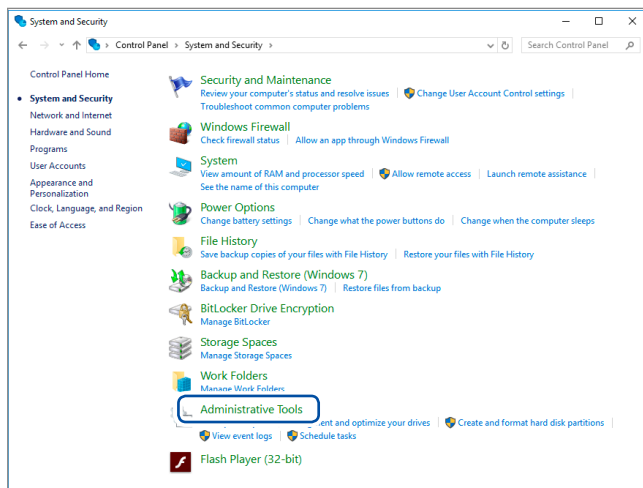 System and Security
Control Panel > System and Security >
Search Control Panel
Control Panel Home
System and Security
Network and Internet
Hardware and Sound
Programs
User Accounts
Appearance and
Personalization
Clock, Language, and Region
Ease of Access
Security and Maintenance
Review your computer's status and resolve issues | Change User Account Control settings |
Troubleshoot common computer problems
Windows Firewall
Check firewall status | Allow an app through Windows Firewall
System
View amount of RAM and processor speed | Allow remote access | Launch remote assistance |
See the name of this computer
Power Options
Change battery settings | Change what the power buttons do | Change when the computer sleeps
File History
Save backup copies of your files with File History | Restore your files with File History
Backup and Restore (Windows 7)
Backup and Restore (Windows 7) | Restore files from backup
BitLocker Drive Encryption
Manage BitLocker
Storage Spaces
Manage Storage Spaces
Work Folders
Manage Work Folders
Administrative Tools
and optimize your drives | Create and format hard disk partitions |
View event logs | Schedule tasks
Flash Player (32-bit)